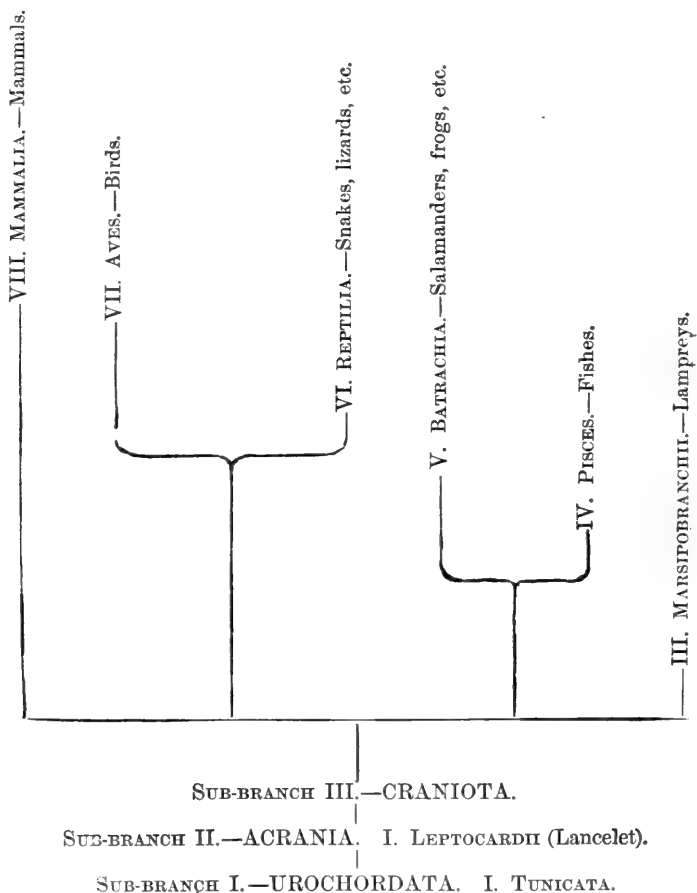 VIII. MAMMALIA.—Mammals.
VII. AVES.—Birds.
VI. REPTILIA.—Snakes, lizards, etc.
V. BATRACHIA.—Salamanders, frogs, etc.
IV. PISCES.—Fishes.
III. MARSIPOBRANCHII.—Lampreys.
SUB-BRANCH III.—CRANIOTA.
SUB-BRANCH II.—ACRANIA. I. LEPTOCARDII (Lancelet).
SUB-BRANCH I.—UROCHORDATA. I. TUNICATA.